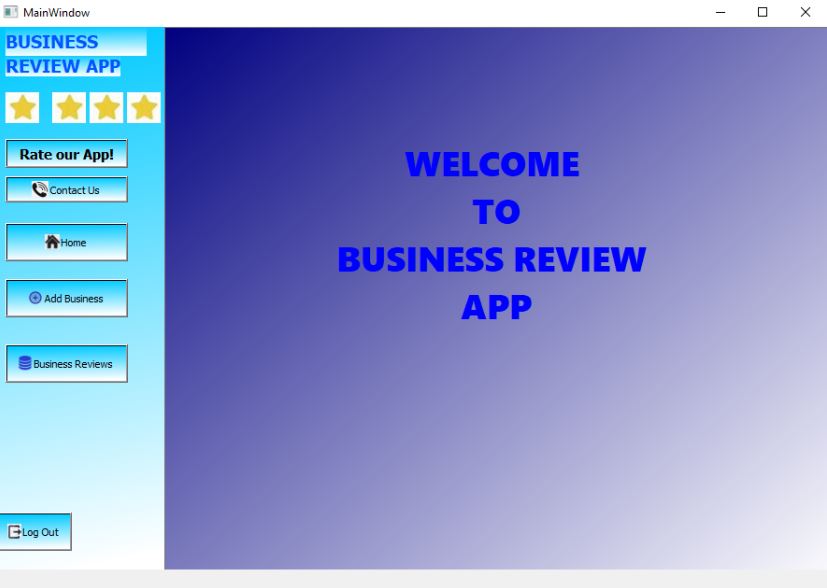 MainWindow
BUSINESS
REVIEW APP
Rate our App!
Contact Us
Home
Add Business
Business Reviews
Log Out
WELCOME
TO
BUSINESS REVIEW
APP